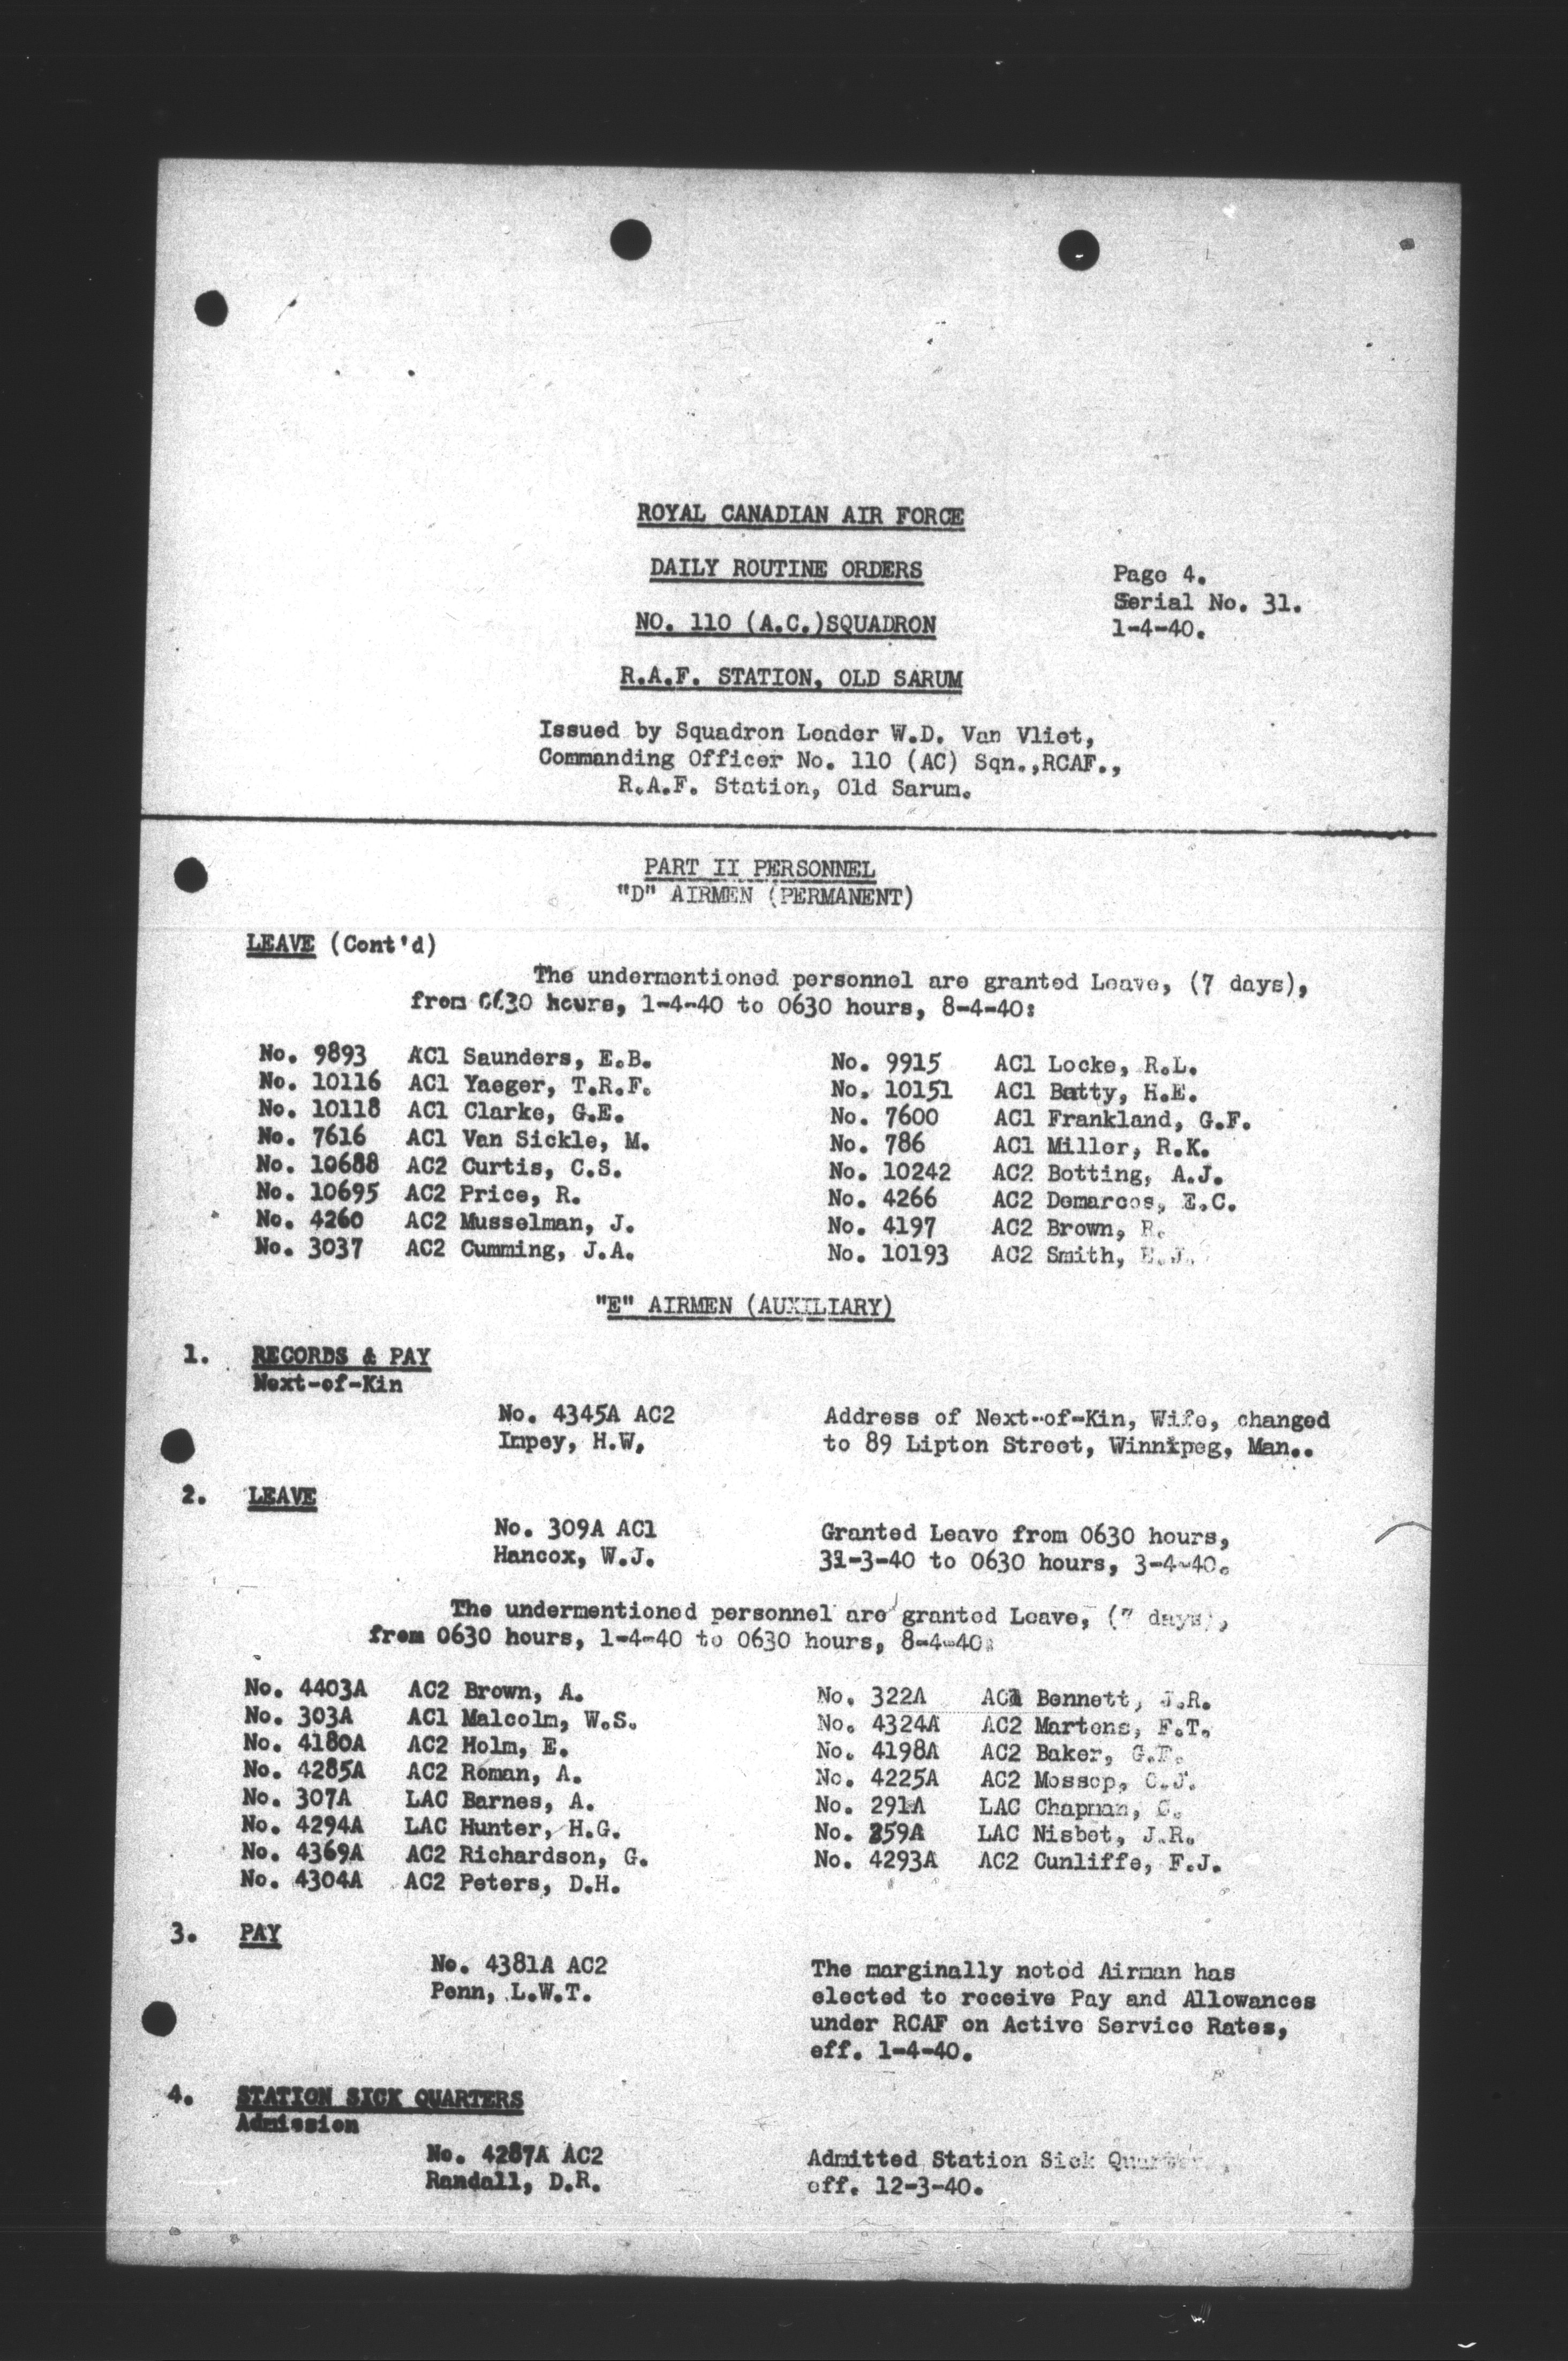 ROYAL CANADIAN AIR FORCE
DAILY ROUTINE ORDERS
Page 4.
Serial No. 31.
NO. 110 (A.C.)SQUADRON
1-4-40.
R.A.F. STATION, OLD SARUM
Issued by Squadron Leader W.D. Van Vliet,
Commanding Officer No. 110 (AC) Sqn.,RCAF.,
R.A.F. Station, Old Sarum.
PART II PERSONNEL
"D" AIRMEN (PERMANENT)
LEAVE (Cont'd)
The undermentioned personnel are granted Leave, (7 days),
from 0630 hours, 1-4-40 to 0630 hours, 8-4-40:
No. 9893 AC1 Saunders, E.B. No. 9915 AC1 Locke, R.L.
No. 10116 AC1 Yaeger, T.R.F. No. 10151 AC1 Batty, H.E.
No. 10118 AC1 Clarke, G.E. No. 7600 AC1 Frankland, G.F.
No. 7616 AC1 Van Sickle, M. No. 786 AC1 Miller, R.K.
No. 10688 AC2 Curtis, C.S. No. 10242 AC2 Botting, A.J.
No. 10695 AC2 Price, R. No. 4266 AC2 Demarcos, E.C.
No. 4260 AC2 Musselman, J. No. 4197 AC2 Brown, R.
No. 3037 AC2 Cumming, J.A. No. 10193 AC2 Smith, E.J.
"E" AIRMEN (AUXILIARY)
1. RECORDS & PAY
Next-of-Kin
No. 4345A AC2 Address of Next-of-Kin, Wife, changed
Impey, H.W. to 89 Lipton Street, Winnipeg, Man..
2. LEAVE
No. 309A AC1 Granted Leave from 0630 hours,
Hancox, W.J. 31-3-40 to 0630 hours, 3-4-40.
The undermentioned personnel are granted Leave, (7 days),
from 0630 hours, 1-4-40 to 0630 hours, 8-4-40:
No. 4403A AC2 Brown, A. No. 322A AC1 Bennett, J.R.
No. 303A AC1 Malcolm, W.S. No. 4324A AC2 Martens, F.T.
No. 4180A AC2 Holm, E. No. 4198A AC2 Baker, G.F.
No. 4285A AC2 Roman, A. No. 4225A AC2 Mossop, C.J.
No. 307A LAC Barnes, A. No. 291A LAC Chapman, C.
No. 4294A LAC Hunter, H.G. No. LAC Nisbet, J.R.
No. 4369A AC2 Richardson, G. No. 4293A AC2 Cunliffe, F.J.
No. 4304A AC2 Peters, D.H.
3. PAY
No. 4381A AC2 The marginally noted Airman has
Penn, L.W.T. elected to receive Pay and Allowances
under RCAF on Active Service Rates,
eff. 1-4-40.
4. STATION SICK QUARTERS
Admission
No. 4287A AC2 Admitted Station Sick
Randall, D.R. eff. 12-3-40.